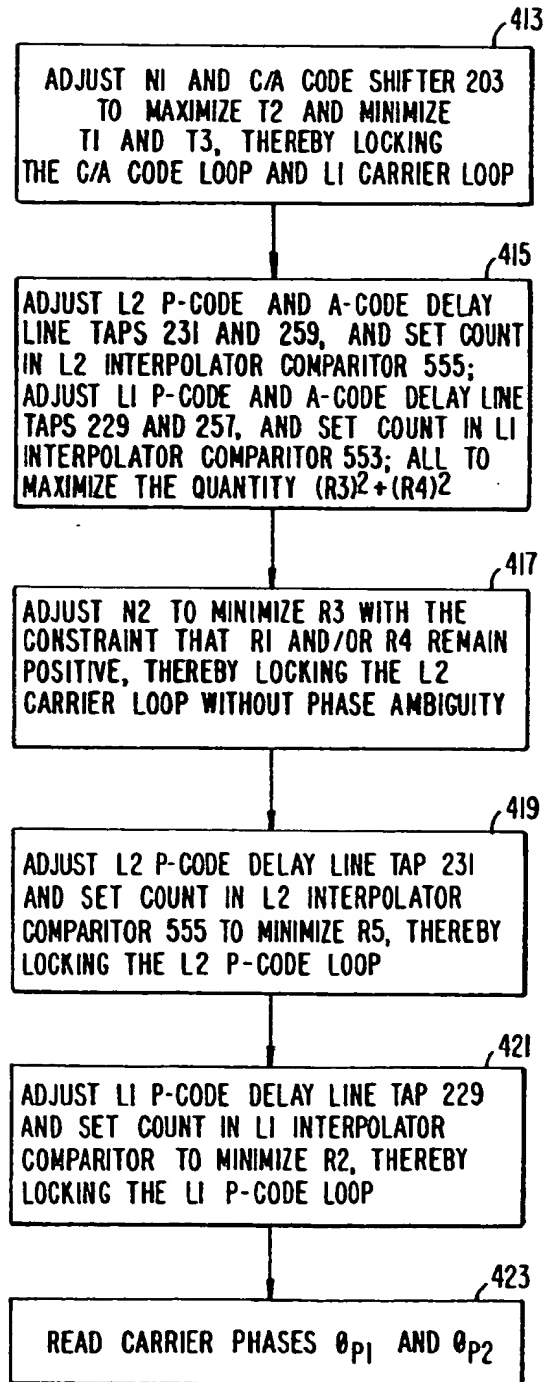 413
ADJUST N1 AND C/A CODE SHIFTER 203
TO MAXIMIZE T2 AND MINIMIZE
T1 AND T3, THEREBY LOCKING
THE C/A CODE LOOP AND L1 CARRIER LOOP
415
ADJUST L2 P-CODE AND A-CODE DELAY
LINE TAPS 231 AND 259, AND SET COUNT
IN L2 INTERPOLATOR COMPARITOR 555;
ADJUST L1 P-CODE AND A-CODE DELAY LINE
TAPS 229 AND 257, AND SET COUNT IN L1
INTERPOLATOR COMPARITOR 553; ALL TO
MAXIMIZE THE QUANTITY (R3)²+(R4)²
417
ADJUST N2 TO MINIMIZE R3 WITH THE
CONSTRAINT THAT R1 AND/OR R4 REMAIN
POSITIVE, THEREBY LOCKING THE L2
CARRIER LOOP WITHOUT PHASE AMBIGUITY
419
ADJUST L2 P-CODE DELAY LINE TAP 231
AND SET COUNT IN L2 INTERPOLATOR
COMPARITOR 555 TO MINIMIZE R5, THEREBY
LOCKING THE L2 P-CODE LOOP
421
ADJUST L1 P-CODE DELAY LINE TAP 229
AND SET COUNT IN L1 INTERPOLATOR
COMPARITOR TO MINIMIZE R2, THEREBY
LOCKING THE L1 P-CODE LOOP
423
READ CARRIER PHASES θP1 AND θP2